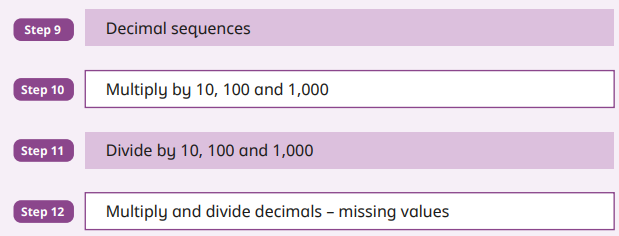 Step 9 Decimal sequences
Step 10 Multiply by 10, 100 and 1,000
Step 11 Divide by 10, 100 and 1,000
Step 12 Multiply and divide decimals – missing values